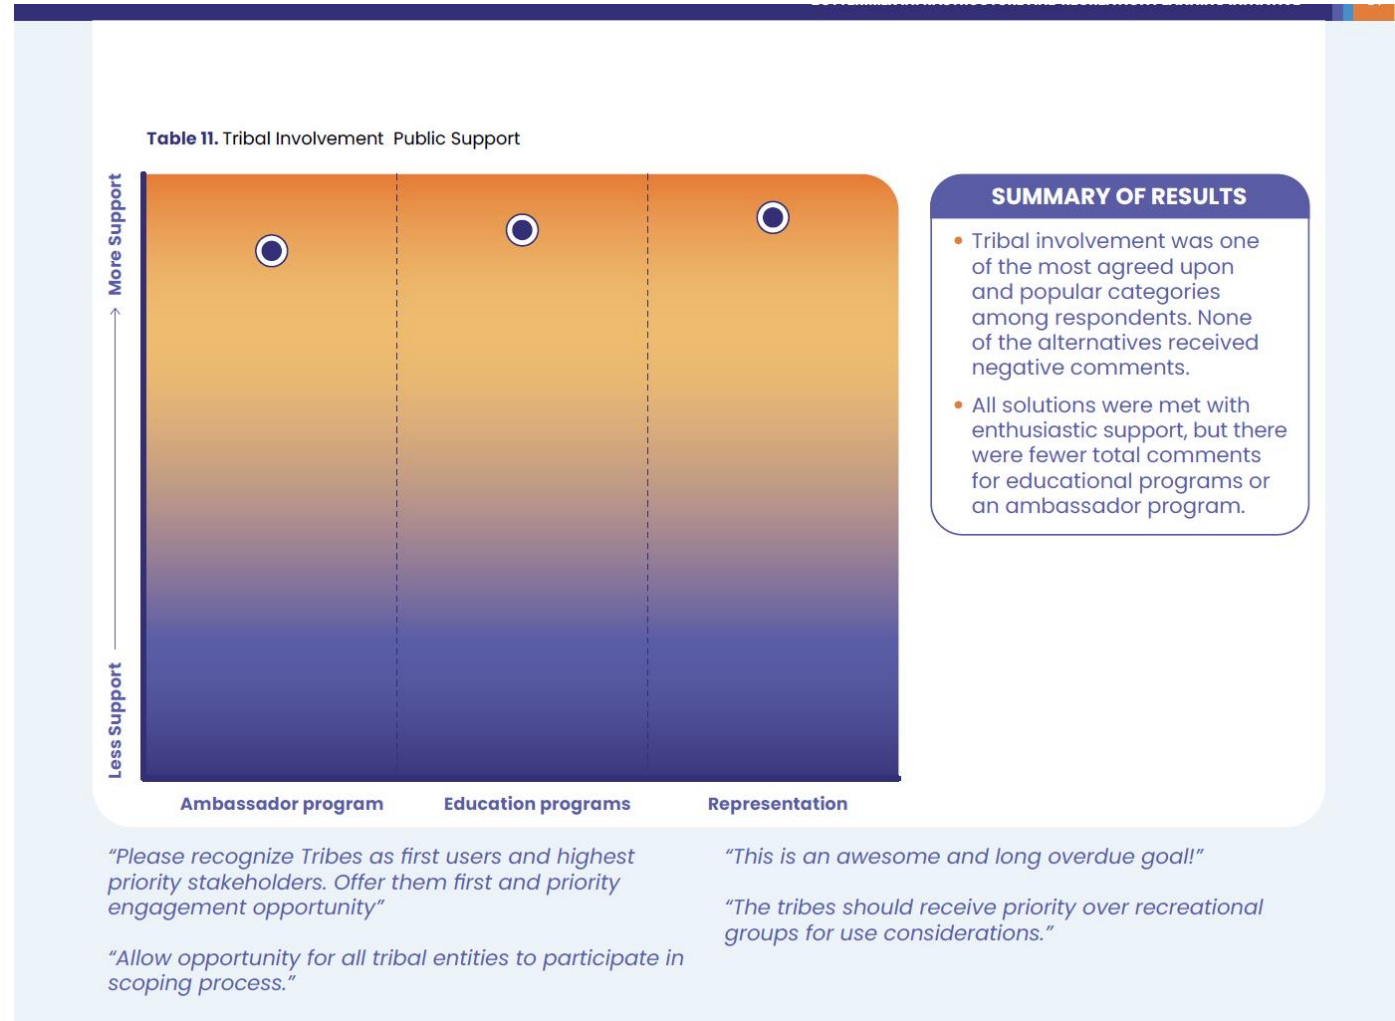 Table 11. Tribal Involvement Public Support
More Support
Less Support
Ambassador program
Education programs
Representation
SUMMARY OF RESULTS
• Tribal involvement was one
of the most agreed upon
and popular categories
among respondents. None
of the alternatives received
negative comments.
• All solutions were met with
enthusiastic support, but there
were fewer total comments
for educational programs or
an ambassador program.
“Please recognize Tribes as first users and highest
priority stakeholders. Offer them first and priority
engagement opportunity”
“Allow opportunity for all tribal entities to participate in
scoping process.”
“This is an awesome and long overdue goal!”
“The tribes should receive priority over recreational
groups for use considerations.”